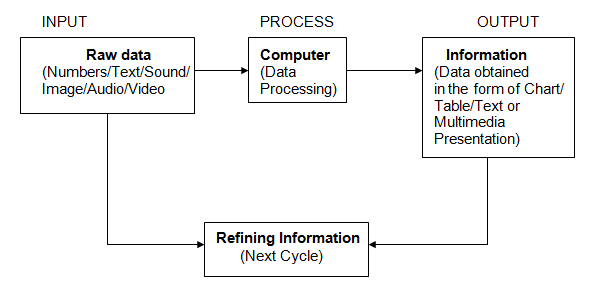 INPUT
PROCESS
OUTPUT
Raw data
(Numbers/Text/Sound/
Image/Audio/Video
Computer
(Data
Processing)
Information
(Data obtained
in the form of Chart/
Table/Text or
Multimedia
Presentation)
Refining Information
(Next Cycle)